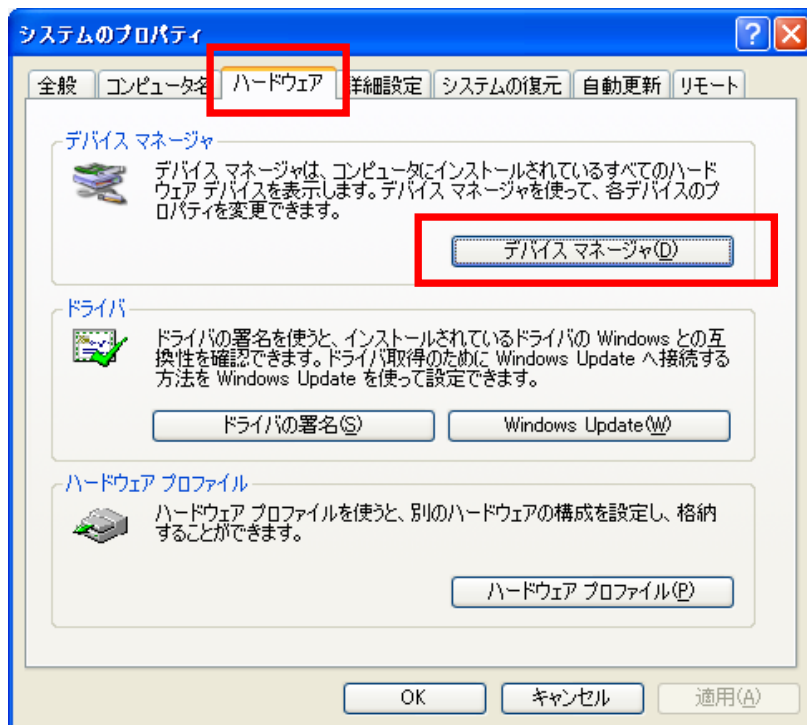 システムのプロパティ
全般 コンピュータ名 ハードウェア 詳細設定 システムの復元 自動更新 リモート
デバイス マネージャ
デバイス マネージャは、コンピュータにインストールされているすべてのハード
ウェア デバイスを表示します。デバイス マネージャを使って、各デバイスのプ
ロパティを変更できます。
デバイス マネージャ(D)
ドライバ
ドライバの署名を使うと、インストールされているドライバの Windows との互
換性を確認できます。ドライバ取得のために Windows Update へ接続する
方法を Windows Update を使って設定できます。
ドライバの署名(S) Windows Update(W)
ハードウェア プロファイル
ハードウェア プロファイルを使うと、別のハードウェアの構成を設定し、格納
することができます。
ハードウェア プロファイル(P)
OK キャンセル 適用(A)